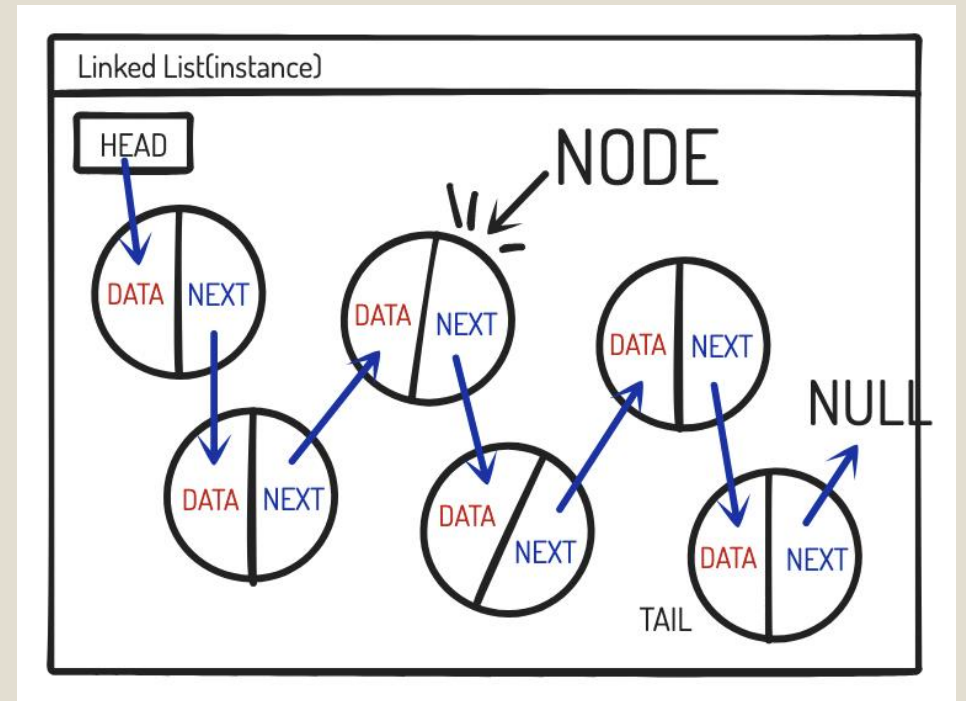 Linked List(instance)
HEAD
NODE
DATA NEXT
DATA NEXT
DATA NEXT
DATA NEXT
DATA NEXT
NULL
DATA NEXT
TAIL